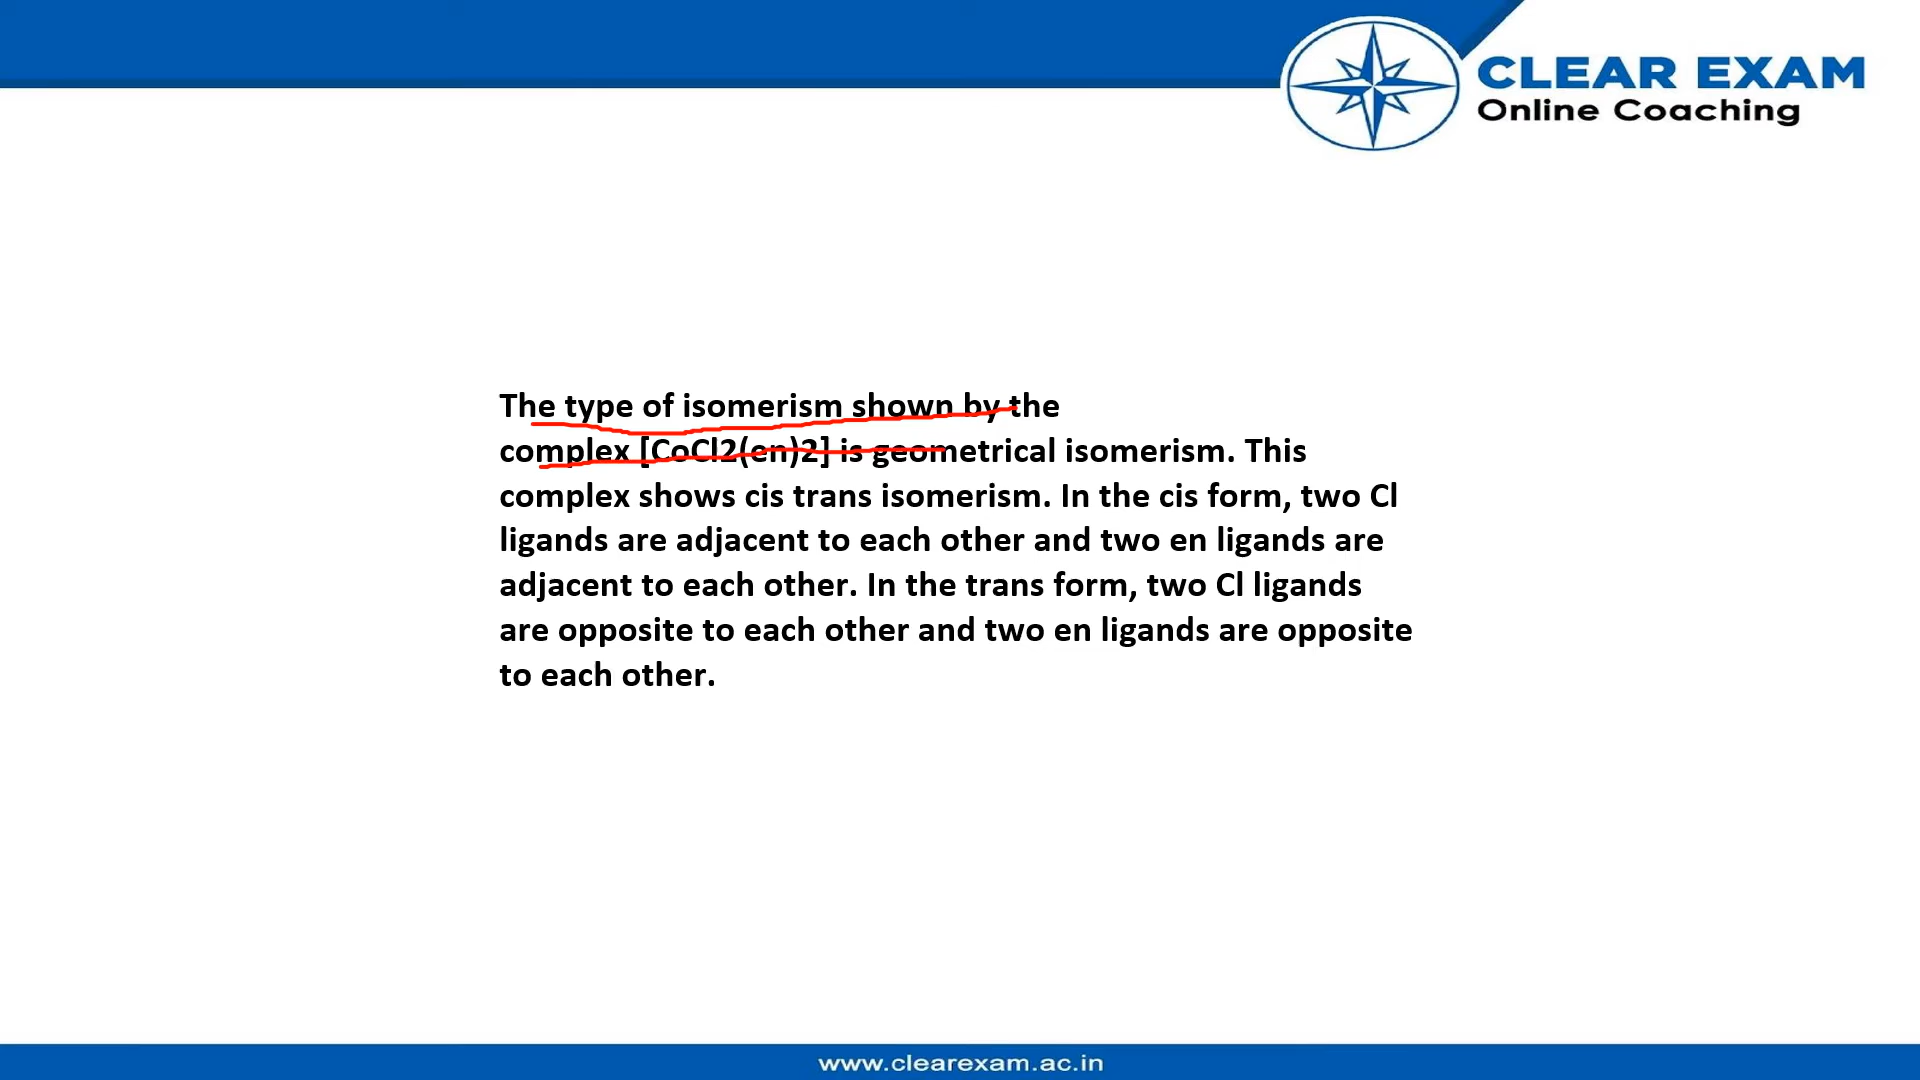 CLEAR EXAM
Online Coaching
The type of isomerism shown by the
complex [CoCl2(en)2] is geometrical isomerism. This
complex shows cis trans isomerism. In the cis form, two Cl
ligands are adjacent to each other and two en ligands are
adjacent to each other. In the trans form, two Cl ligands
are opposite to each other and two en ligands are opposite
to each other.
www.clearexam.ac.in